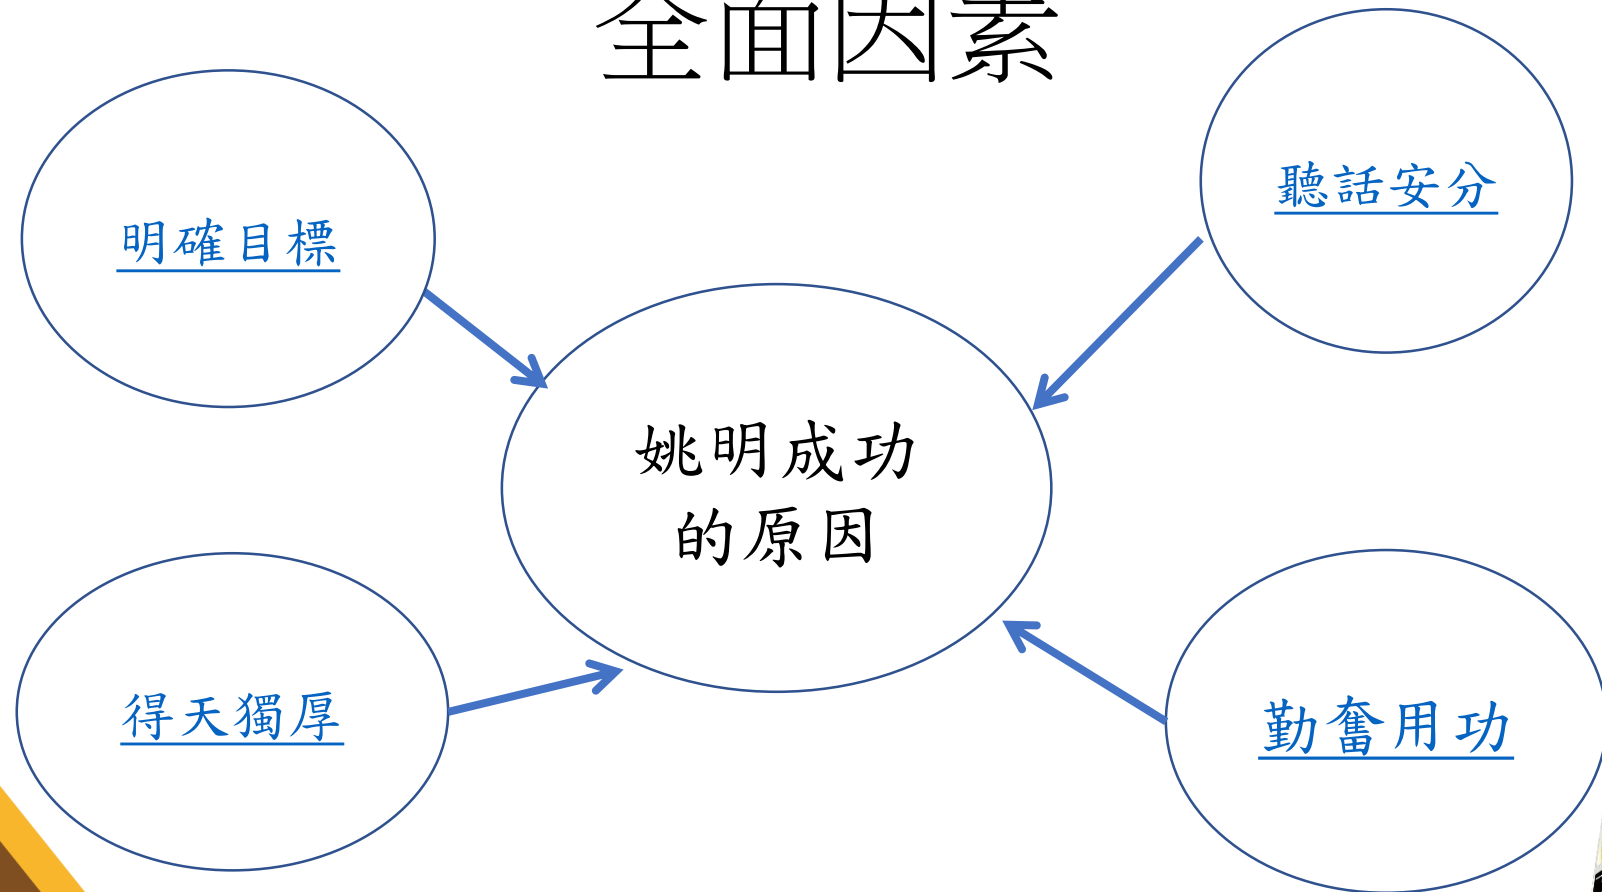 全面因素
明確目標
聽話安分
姚明成功
的原因
得天獨厚
勤奮用功